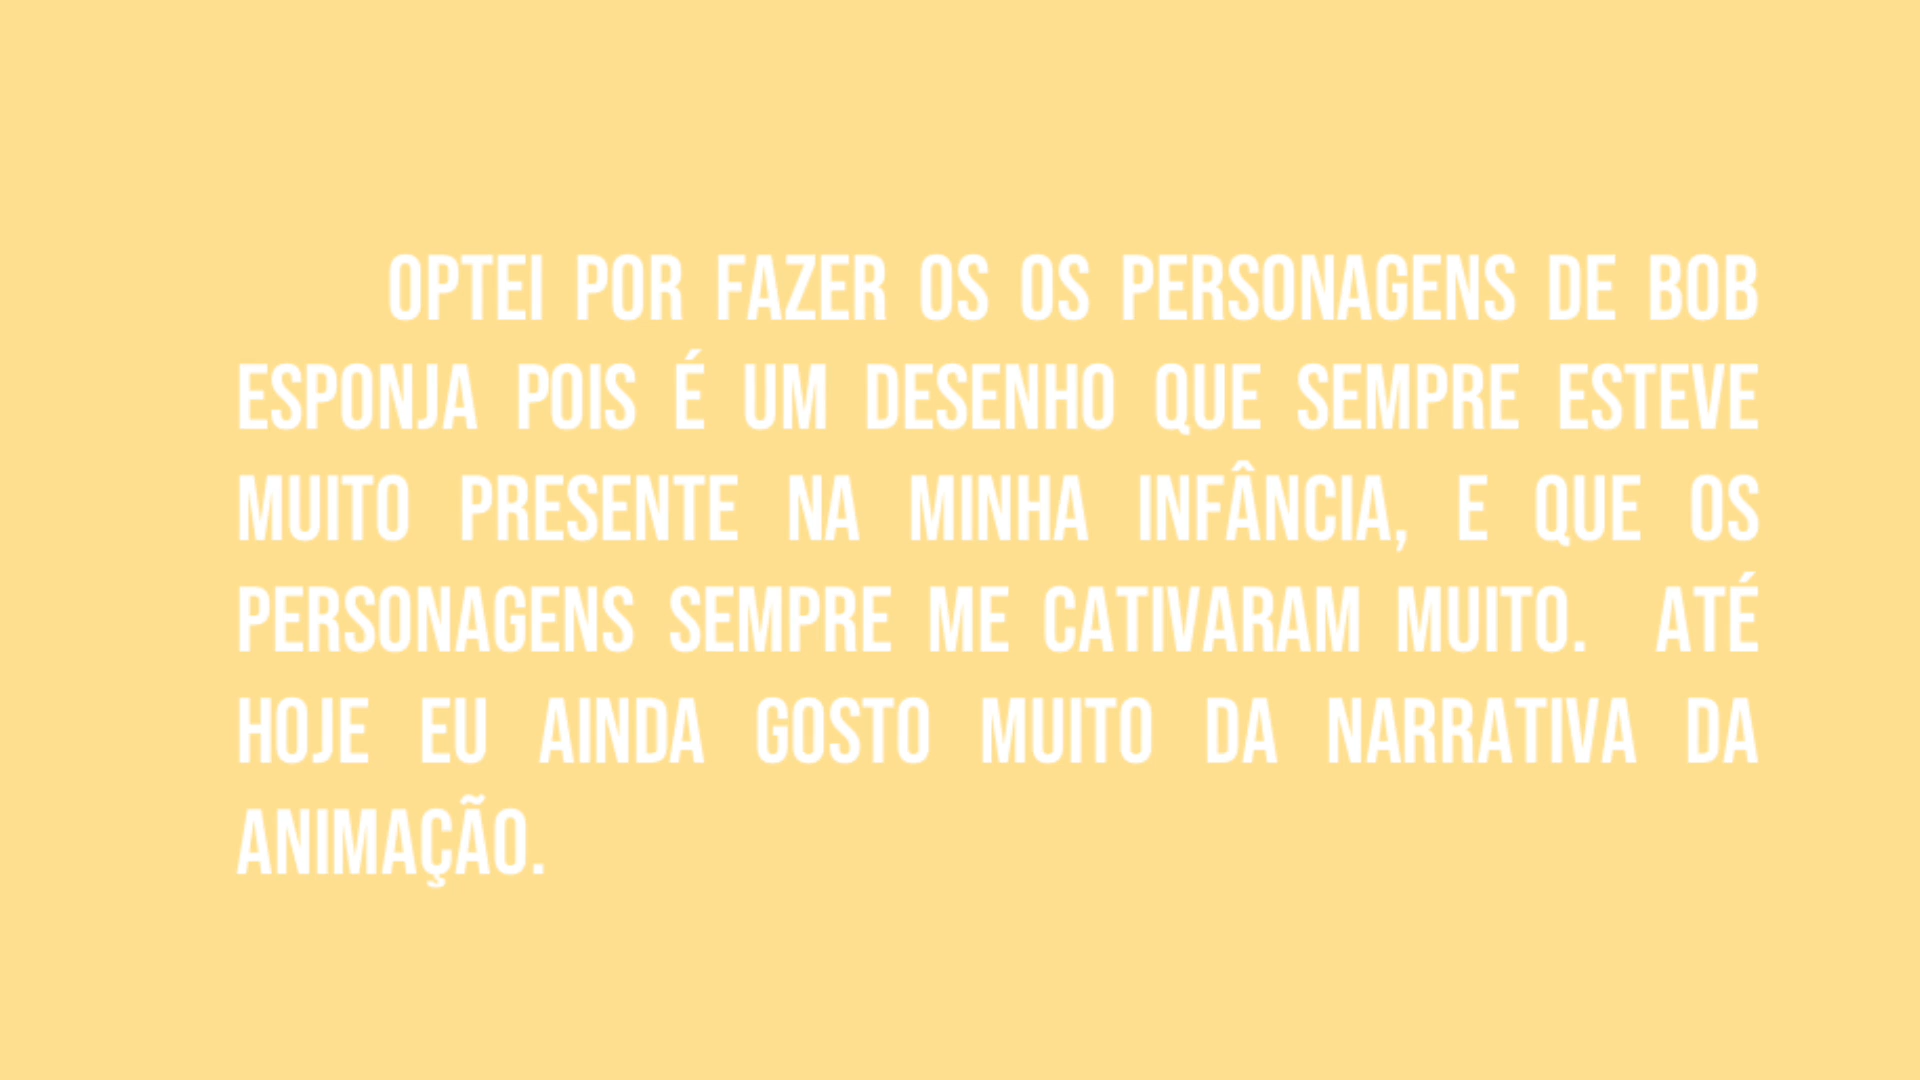 OPTEI POR FAZER OS OS PERSONAGENS DE BOB
ESPONJA POIS É UM DESENHO QUE SEMPRE ESTEVE
MUITO PRESENTE NA MINHA INFÂNCIA, E QUE OS
PERSONAGENS SEMPRE ME CATIVARAM MUITO. ATÉ
HOJE EU AINDA GOSTO MUITO DA NARRATIVA DA
ANIMAÇÃO.